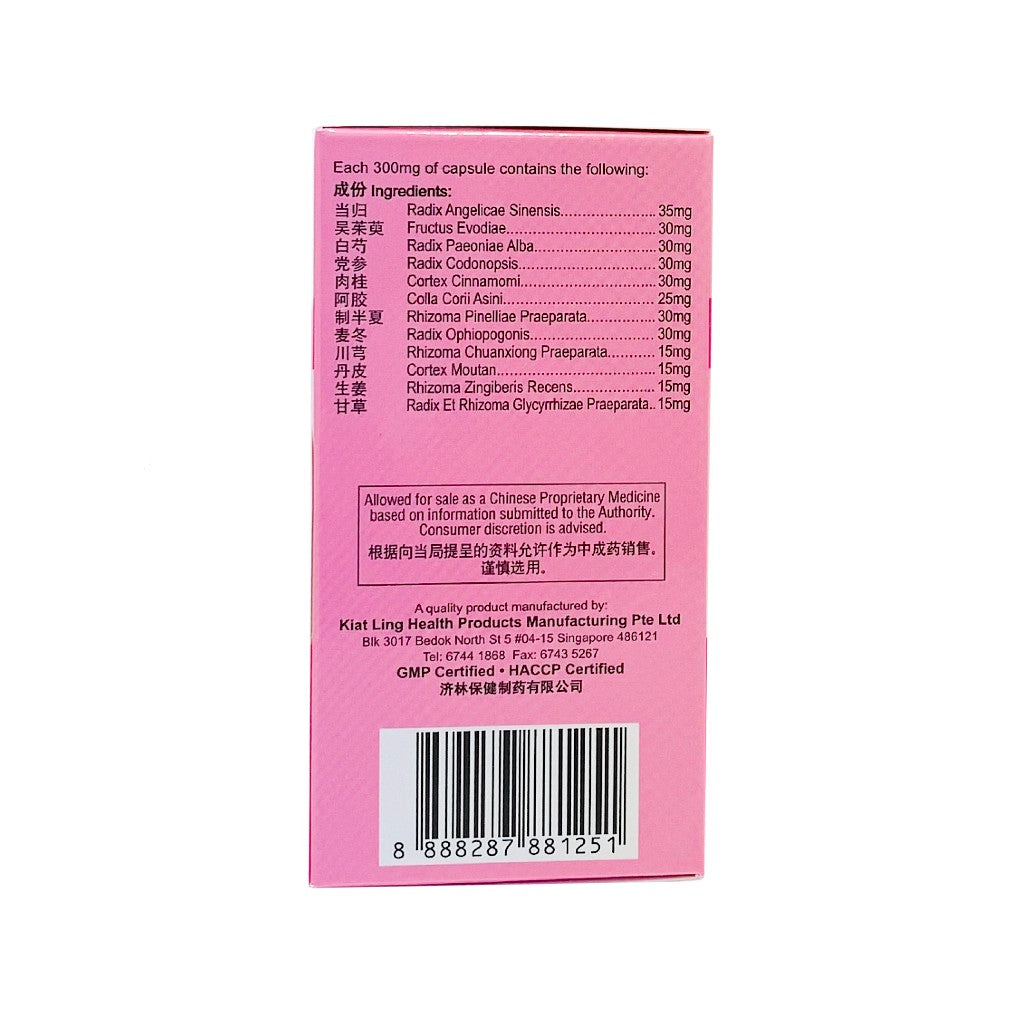 Each 300mg of capsule contains the following:
成份 Ingredients:
当归 Radix Angelicae Sinensis...................... 35mg
吴茱萸 Fructus Evodiae................................... 30mg
白芍 Radix Paeoniae Alba............................ 30mg
党参 Radix Codonopsis............................... 30mg
肉桂 Cortex Cinnamomi............................... 30mg
阿胶 Colla Corii Asini................................... 25mg
制半夏 Rhizoma Pinelliae Praeparata................ 30mg
麦冬 Radix Ophiopogonis............................ 30mg
川芎 Rhizoma Chuanxiong Praeparata........... 15mg
丹皮 Cortex Moutan..................................... 15mg
生姜 Rhizoma Zingiberis Recens................... 15mg
甘草 Radix Et Rhizoma Glycyrrhizae Praeparata.. 15mg
Allowed for sale as a Chinese Proprietary Medicine
based on information submitted to the Authority.
Consumer discretion is advised.
根据向当局提呈的资料允许作为中成药销售。
谨慎选用。
A quality product manufactured by:
Kiat Ling Health Products Manufacturing Pte Ltd
Blk 3017 Bedok North St 5 #04-15 Singapore 486121
Tel: 6744 1868 Fax: 6743 5267
GMP Certified • HACCP Certified
济林保健制药有限公司
8 888287 881251